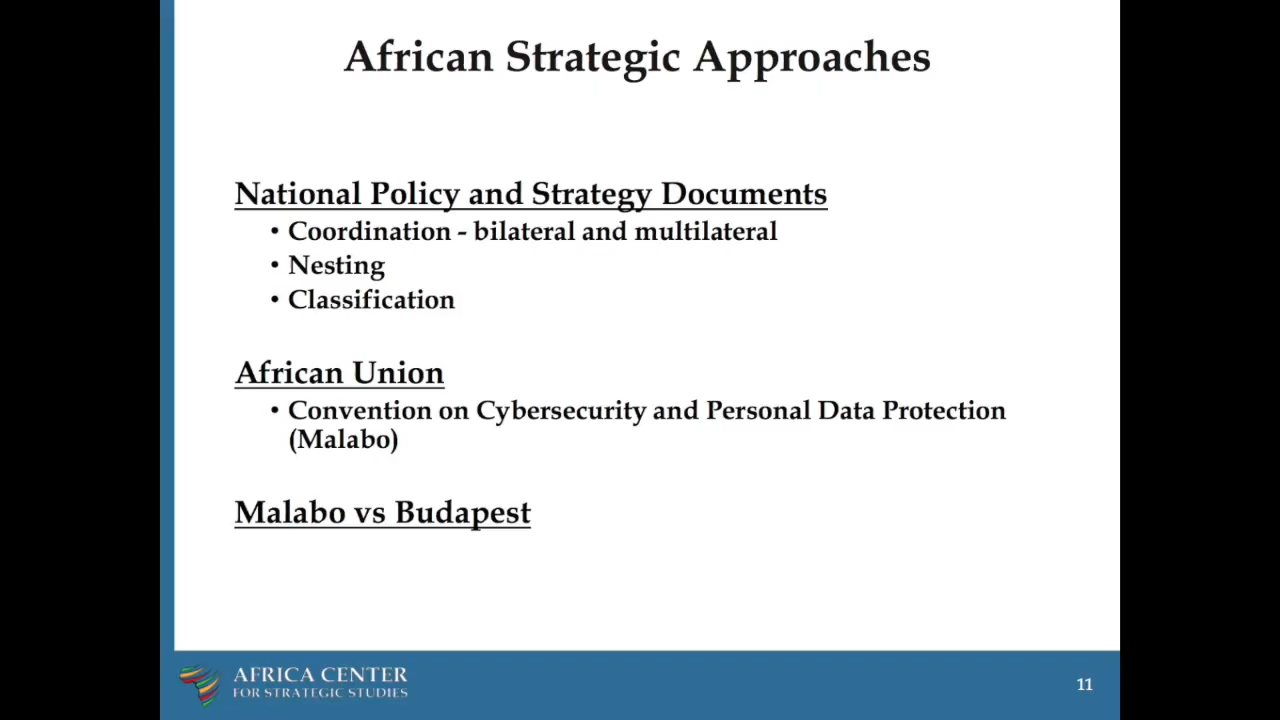 African Strategic Approaches
National Policy and Strategy Documents
• Coordination - bilateral and multilateral
• Nesting
• Classification
African Union
• Convention on Cybersecurity and Personal Data Protection
(Malabo)
Malabo vs Budapest
AFRICA CENTER
FOR STRATEGIC STUDIES
11